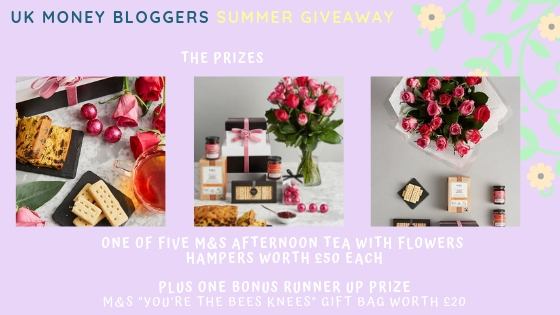 UK MONEY BLOGGERS SUMMER GIVEAWAY
THE PRIZES
ONE OF FIVE M&S AFTERNOON TEA WITH FLOWERS
HAMPERS WORTH £50 EACH
PLUS ONE BONUS RUNNER UP PRIZE
M&S "YOU'RE THE BEES KNEES" GIFT BAG WORTH £20